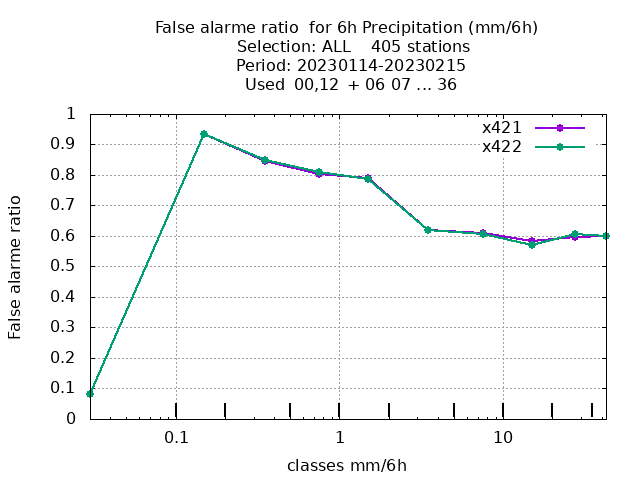 False alarme ratio  for 6h Precipitation (mm/6h)
Selection: ALL    405 stations
Period: 20230114-20230215
Used  00,12  + 06 07 ... 36
x421
x422
False alarme ratio
1
0.9
0.8
0.7
0.6
0.5
0.4
0.3
0.2
0.1
0
0.1
1
10
classes mm/6h